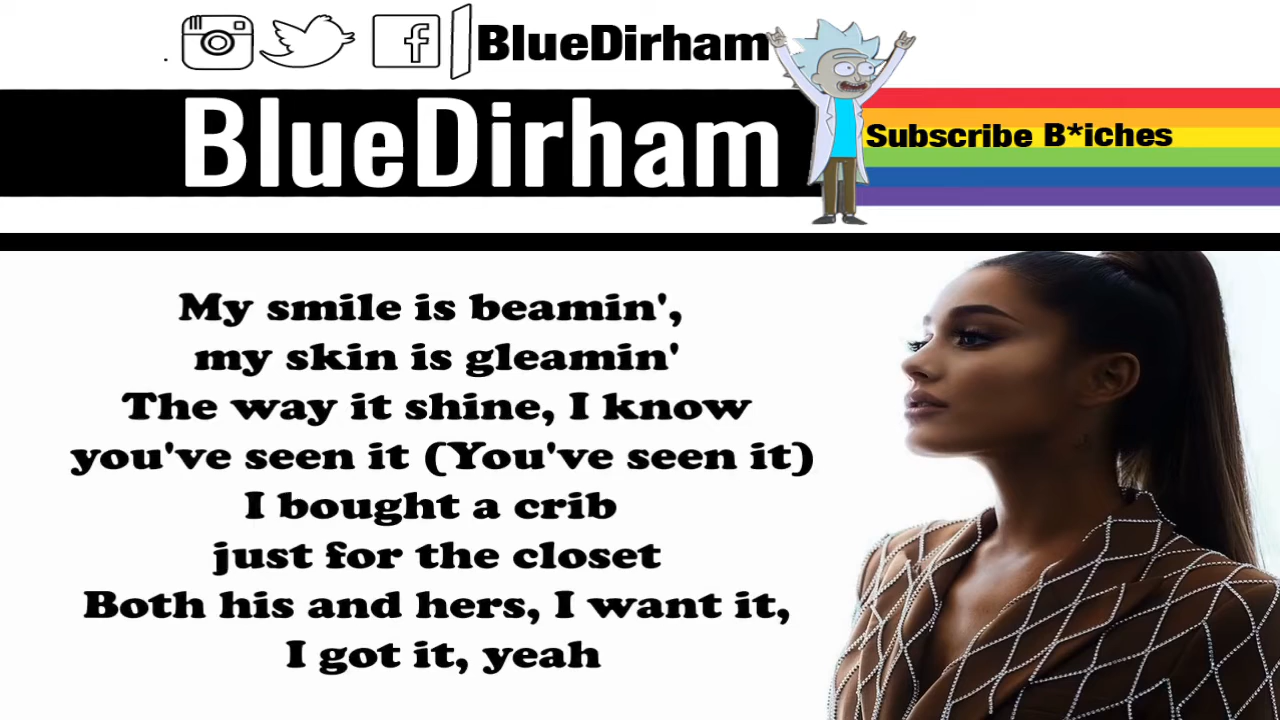 BlueDirham
BlueDirham
Subscribe B*iches
My smile is beamin',
my skin is gleamin'
The way it shine, I know
you've seen it (You've seen it)
I bought a crib
just for the closet
Both his and hers, I want it,
I got it, yeah